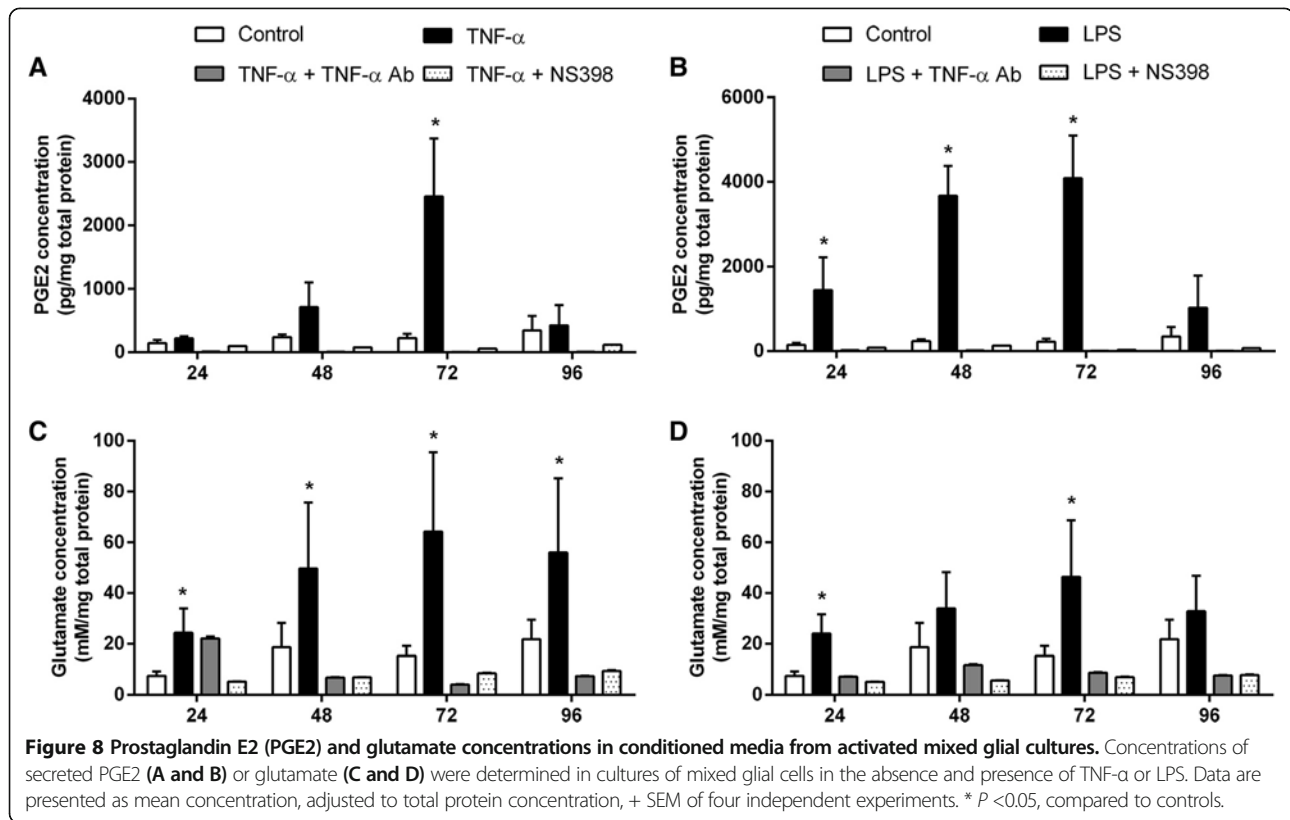 Control TNF-α
A TNF-α + TNF-α Ab TNF-α + NS398
4000
3000
2000
1000
0
PGE2 concentration
(pg/mg total protein)
*
24 48 72 96
Control LPS
B LPS + TNF-α Ab LPS + NS398
6000
4000
2000
0
PGE2 concentration
(pg/mg total protein)
* * *
24 48 72 96
C
100
80
60
40
20
0
Glutamate concentration
(mM/mg total protein)
* * * *
24 48 72 96
D
100
80
60
40
20
0
Glutamate concentration
(mM/mg total protein)
* *
24 48 72 96
Figure 8 Prostaglandin E2 (PGE2) and glutamate concentrations in conditioned media from activated mixed glial cultures. Concentrations of
secreted PGE2 (A and B) or glutamate (C and D) were determined in cultures of mixed glial cells in the absence and presence of TNF-α or LPS. Data are
presented as mean concentration, adjusted to total protein concentration, + SEM of four independent experiments. * P <0.05, compared to controls.